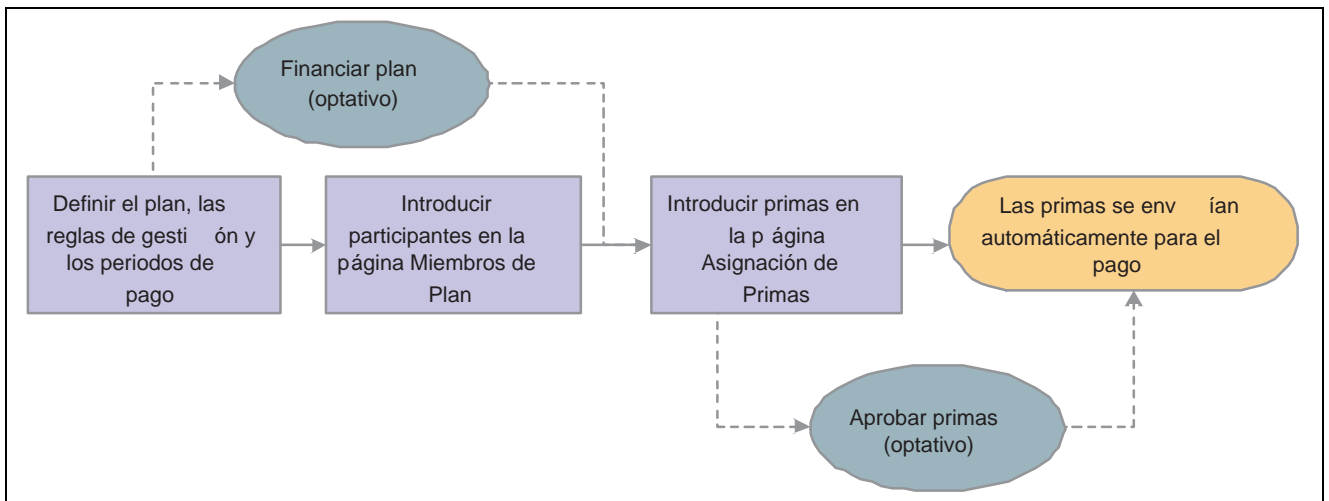 Financiar plan
(optativo)
Definir el plan, las
reglas de gesti ón y
los periodos de
pago
Introducir
participantes en la
página Miembros de
Plan
Introducir primas en
la p ágina
Asignación de
Primas
Las primas se env ían
automáticamente para el
pago
Aprobar primas
(optativo)